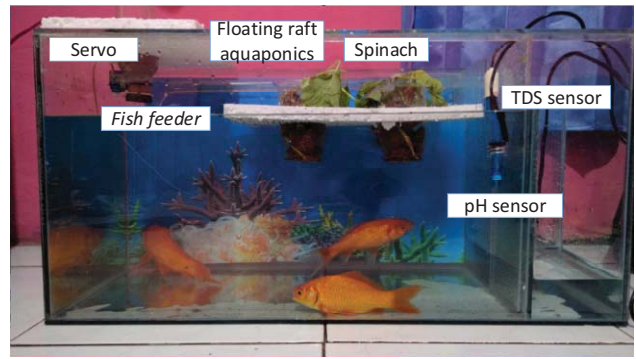 Servo
Floating raft
aquaponics
Spinach
TDS sensor
Fish feeder
pH sensor